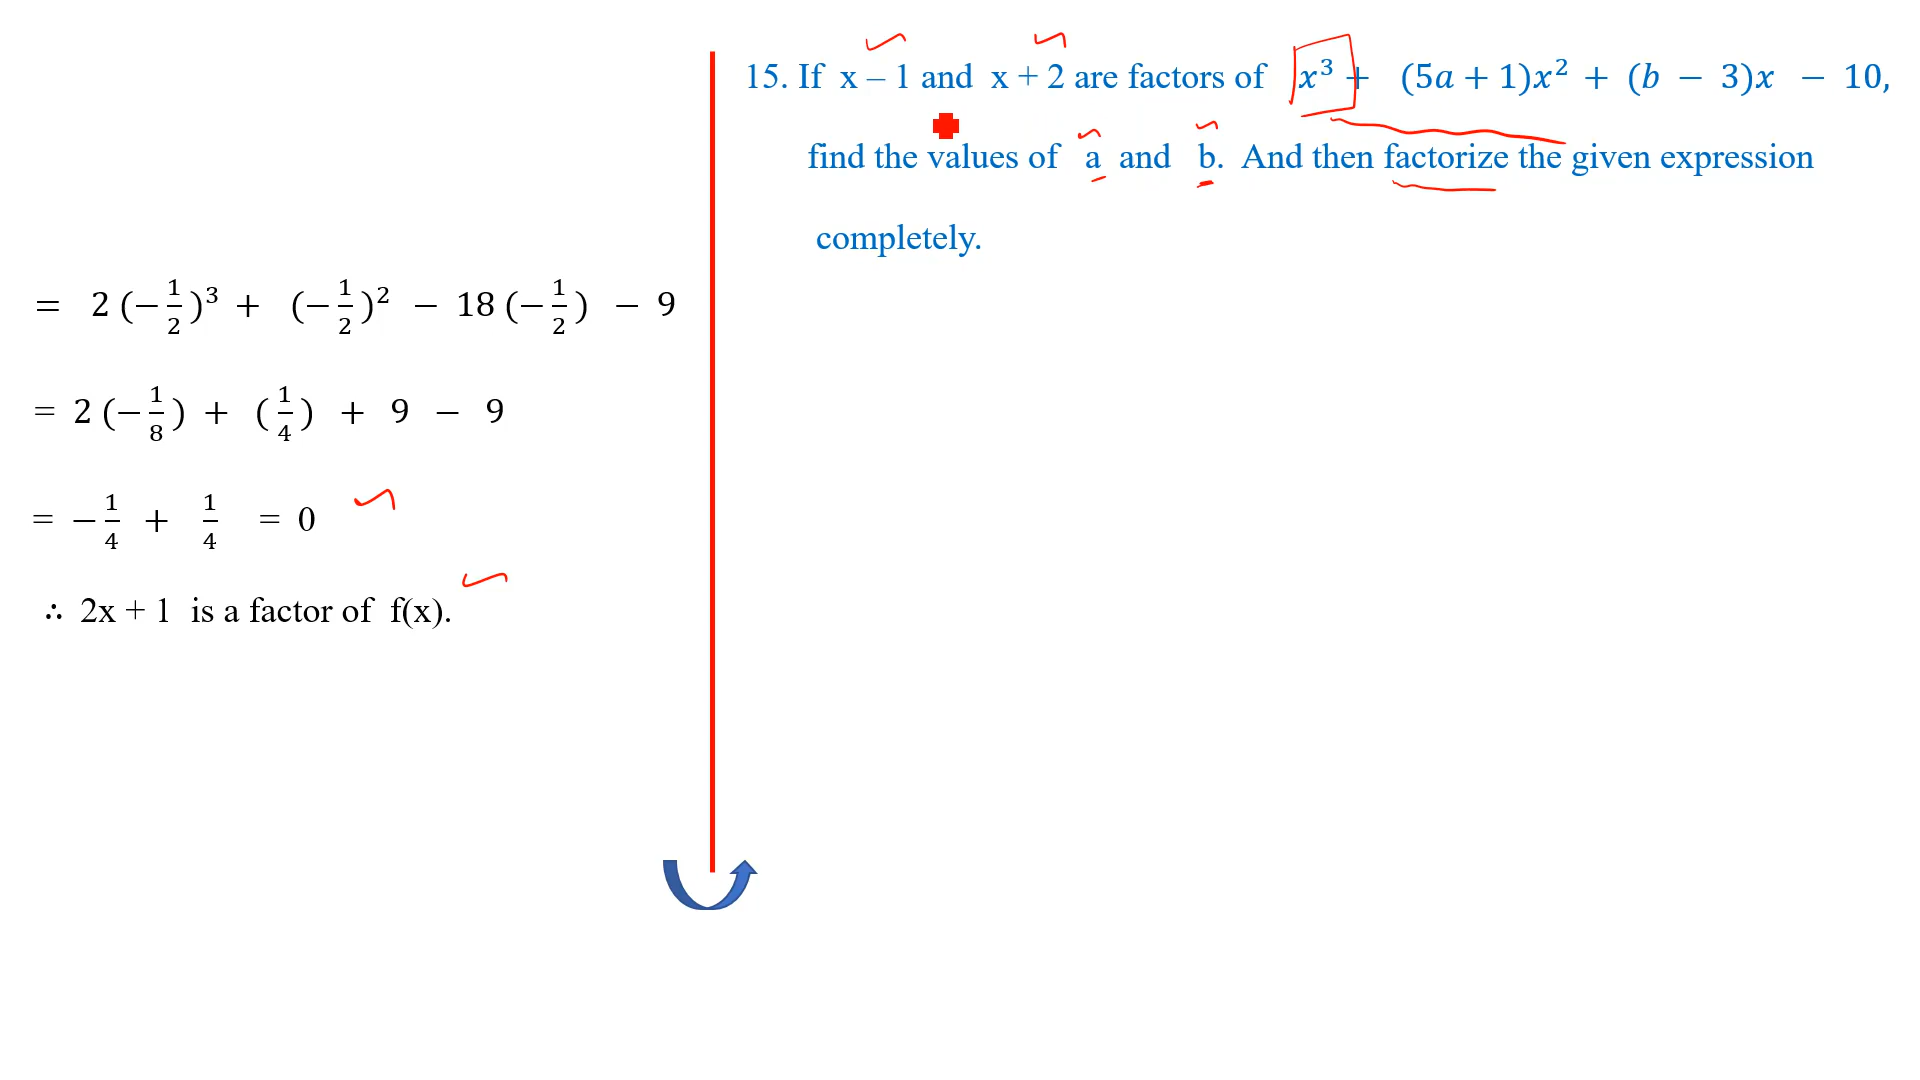 = 2 (−1/2)³ + (−1/2)² − 18 (−1/2) − 9
= 2 (−1/8) + (1/4) + 9 − 9
= −1/4 + 1/4 = 0
∴ 2x + 1 is a factor of f(x).
15. If x – 1 and x + 2 are factors of x³ + (5a + 1)x² + (b − 3)x − 10,
find the values of a and b. And then factorize the given expression
completely.